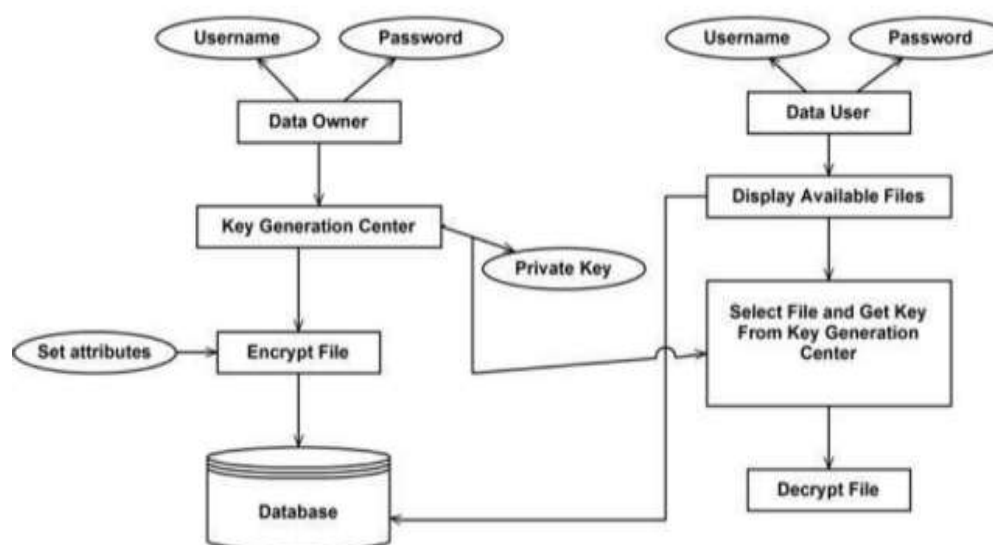 Username
Password
Username
Password
Data Owner
Data User
Display Available Files
Key Generation Center
Private Key
Select File and Get Key
From Key Generation
Center
Set attributes
Encrypt File
Decrypt File
Database